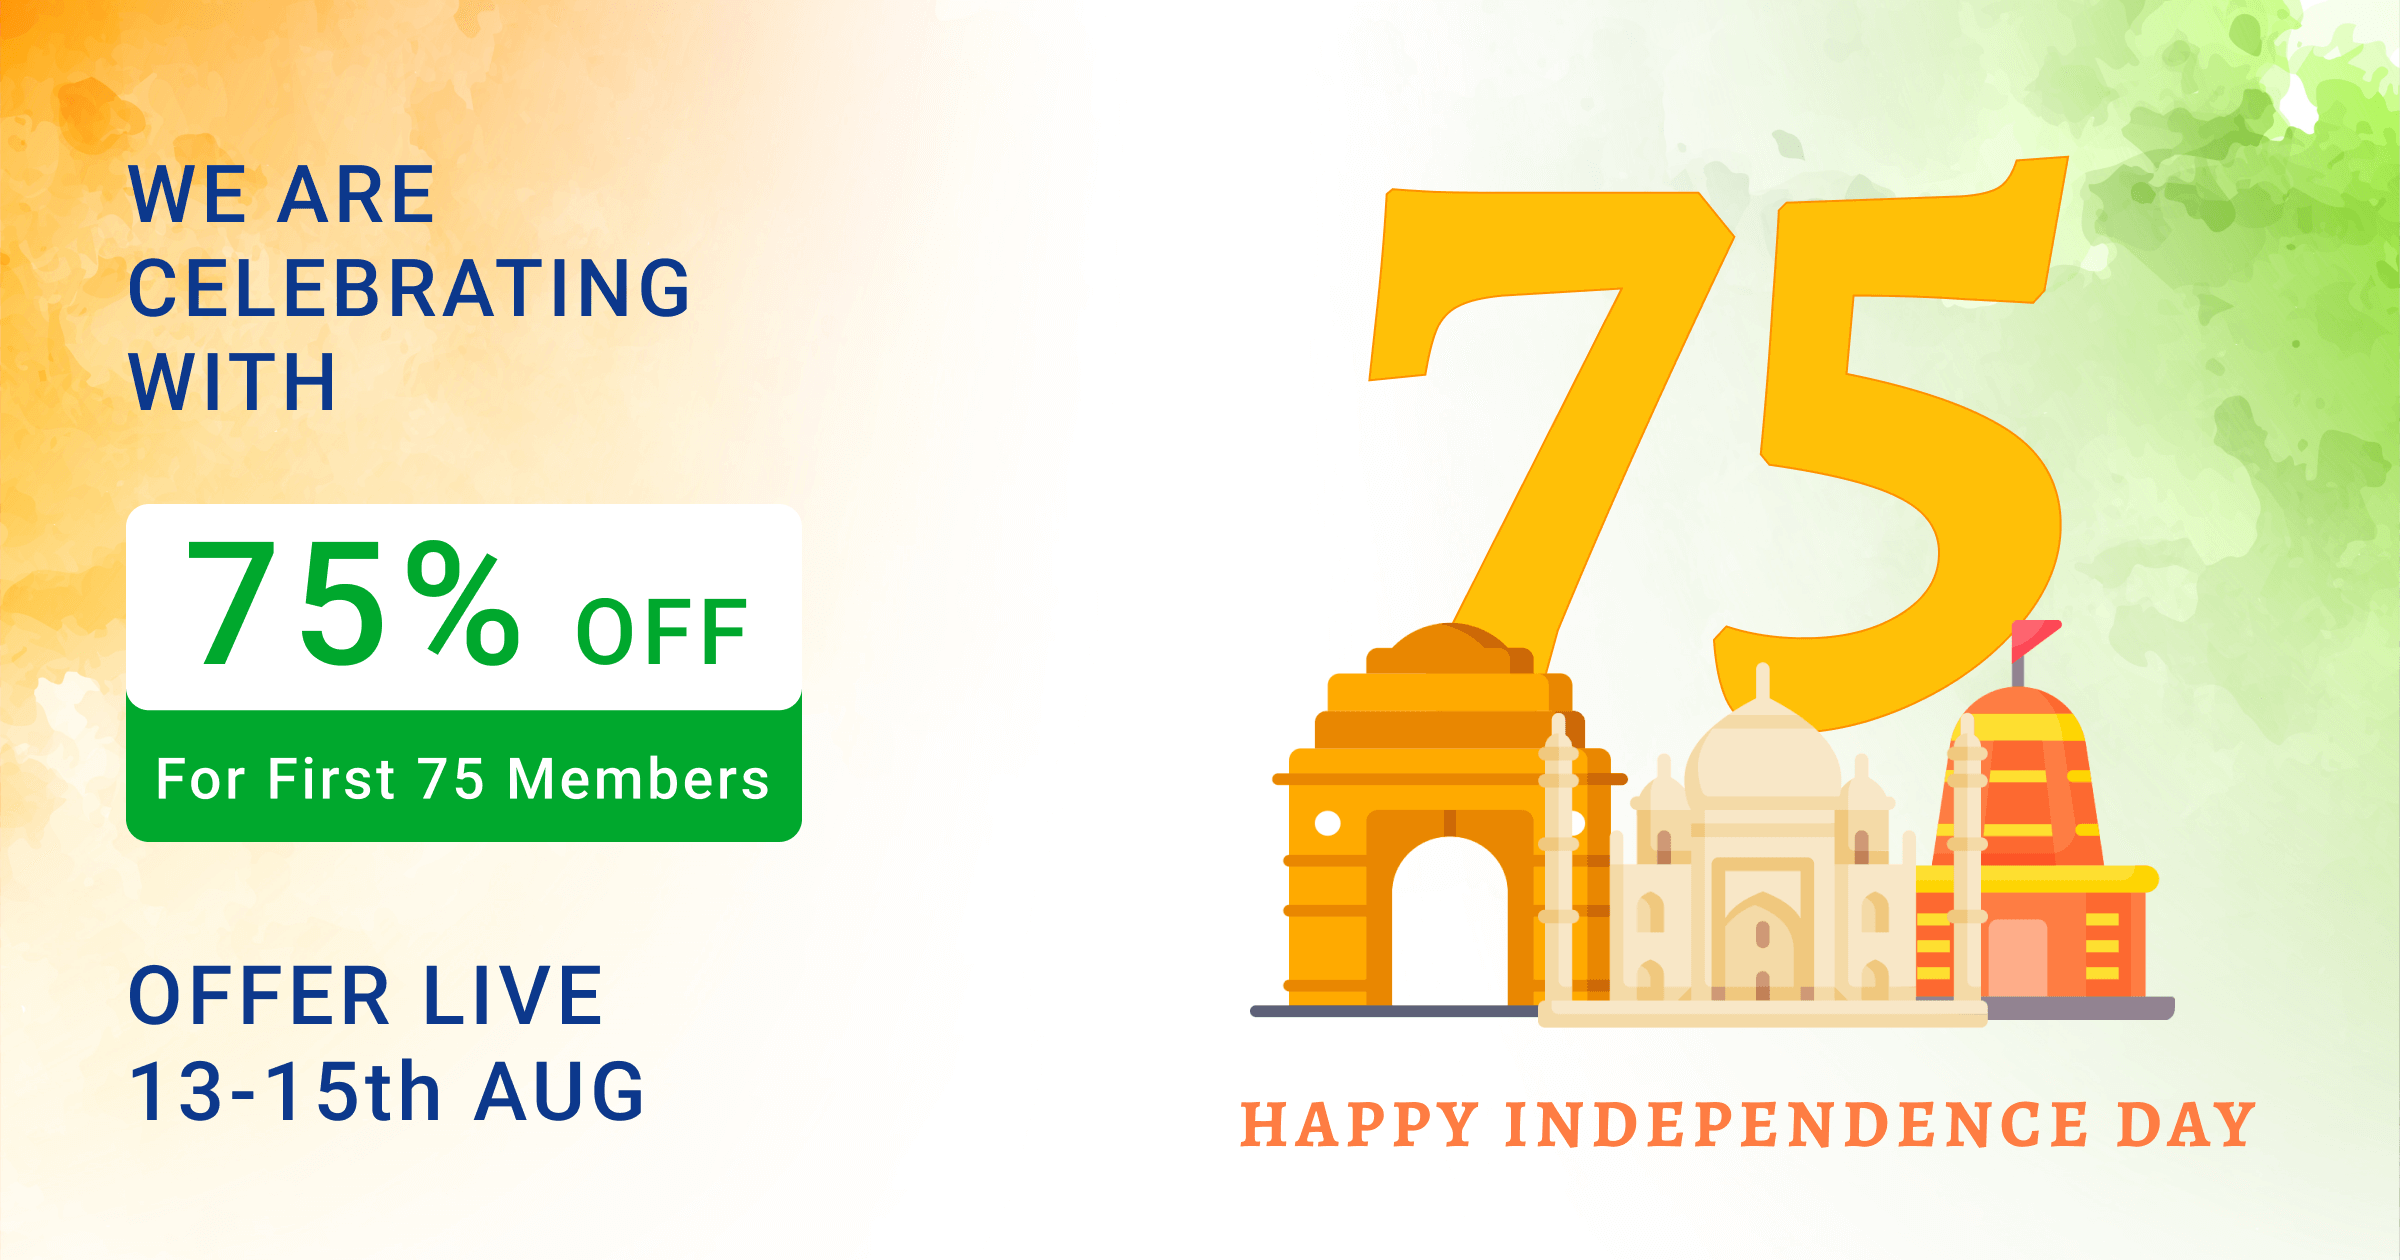 WE ARE
CELEBRATING
WITH
75% OFF
For First 75 Members
OFFER LIVE
13-15th AUG
75
HAPPY INDEPENDENCE DAY